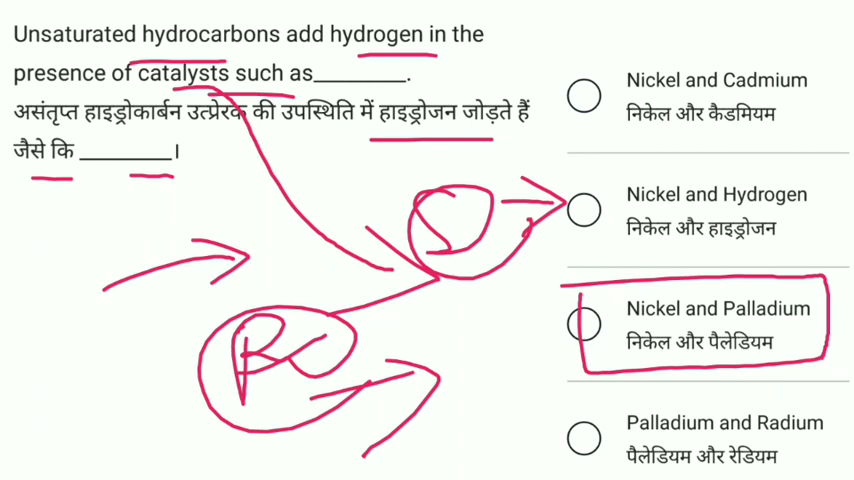 Unsaturated hydrocarbons add hydrogen in the
presence of catalysts such as________.
असंतृप्त हाइड्रोकार्बन उत्प्रेरक की उपस्थिति में हाइड्रोजन जोड़ते हैं
जैसे कि ________।
Nickel and Cadmium
निकेल और कैडमियम
Nickel and Hydrogen
निकेल और हाइड्रोजन
Nickel and Palladium
निकेल और पैलेडियम
Palladium and Radium
पैलेडियम और रेडियम